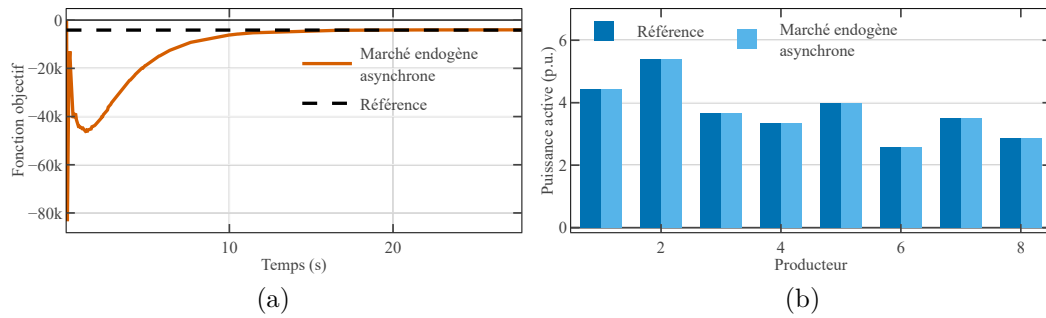 0
−20k
−40k
−60k
−80k
Fonction objectif
Marché endogène
asynchrone
Référence
10
20
Temps (s)
(a)
6
4
2
0
Puissance active (p.u.)
Référence
Marché endogène
asynchrone
2
4
6
8
Producteur
(b)